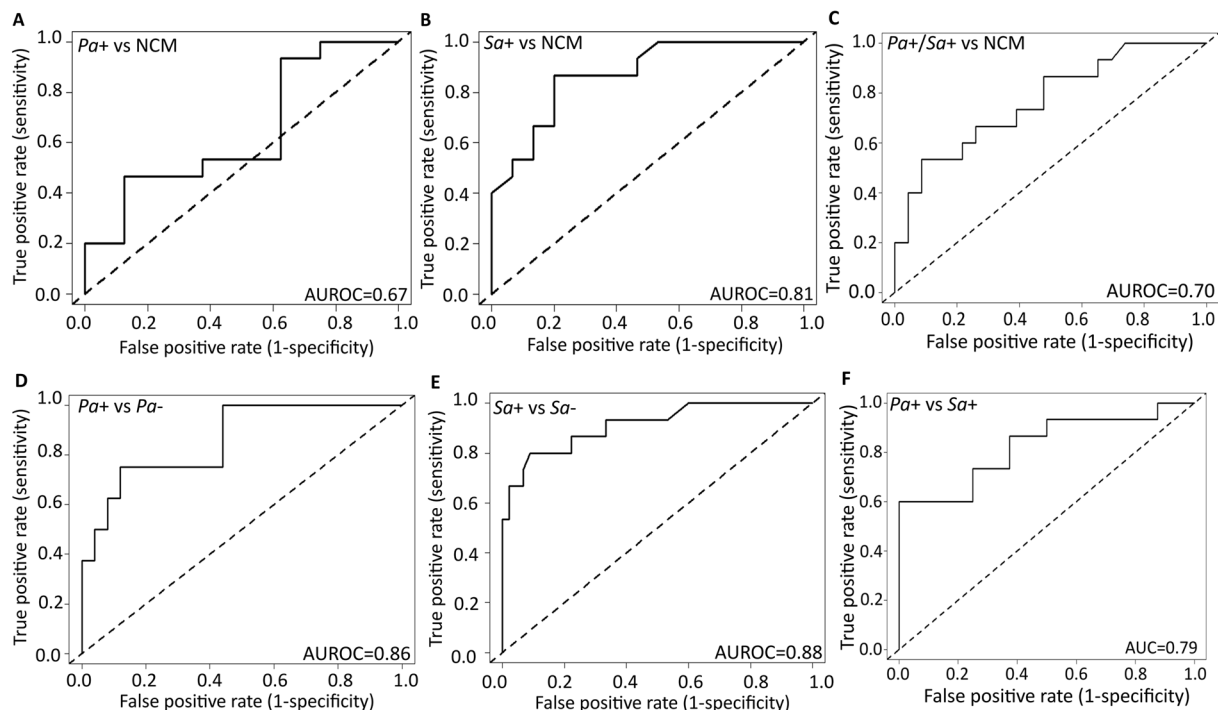 A
Pa+ vs NCM
True positive rate (sensitivity)
1.0
0.8
0.6
0.4
0.2
0.0
AUROC=0.67
0.0 0.2 0.4 0.6 0.8 1.0
False positive rate (1-specificity)
B
Sa+ vs NCM
True positive rate (sensitivity)
1.0
0.8
0.6
0.4
0.2
0.0
AUROC=0.81
0.0 0.2 0.4 0.6 0.8 1.0
False positive rate (1-specificity)
C
Pa+/Sa+ vs NCM
True positive rate (sensitivity)
1.0
0.8
0.6
0.4
0.2
0.0
AUROC=0.70
0.0 0.2 0.4 0.6 0.8 1.0
False positive rate (1-specificity)
D
Pa+ vs Pa-
True positive rate (sensitivity)
1.0
0.8
0.6
0.4
0.2
0.0
AUROC=0.86
0.0 0.2 0.4 0.6 0.8 1.0
False positive rate (1-specificity)
E
Sa+ vs Sa-
True positive rate (sensitivity)
1.0
0.8
0.6
0.4
0.2
0.0
AUROC=0.88
0.0 0.2 0.4 0.6 0.8 1.0
False positive rate (1-specificity)
F
Pa+ vs Sa+
True positive rate (sensitivity)
1.0
0.8
0.6
0.4
0.2
0.0
AUC=0.79
0.0 0.2 0.4 0.6 0.8 1.0
False positive rate (1-specificity)